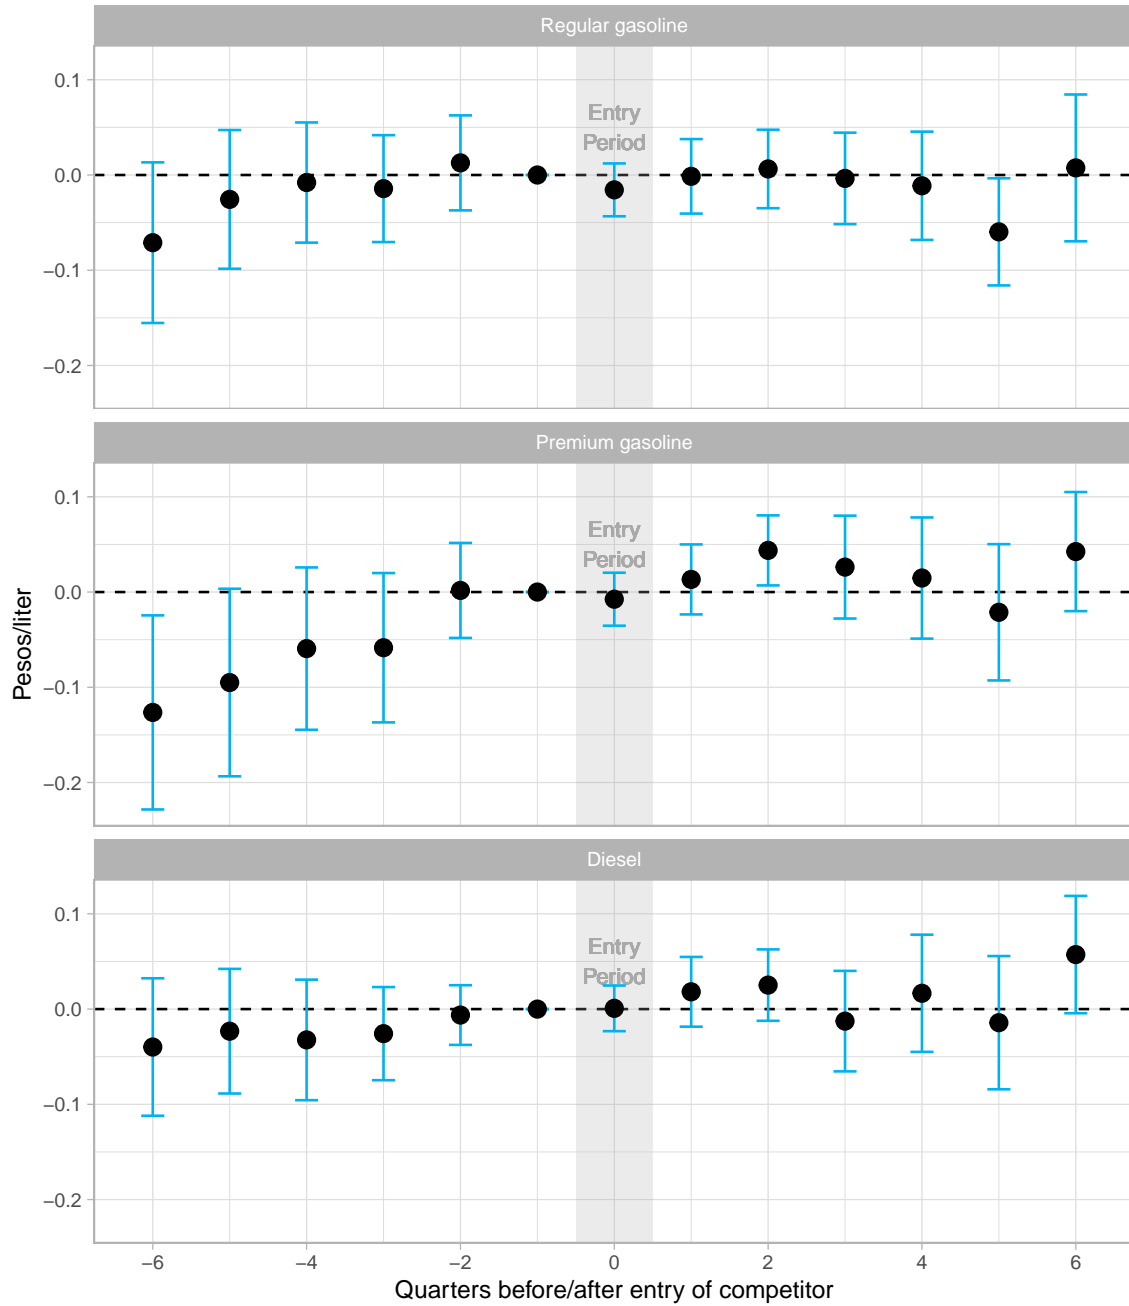 Regular gasoline
0.1
0.0
−0.1
−0.2
Entry
Period
Premium gasoline
0.1
0.0
−0.1
−0.2
Entry
Period
Diesel
0.1
0.0
−0.1
−0.2
Entry
Period
−6
−4
−2
0
2
4
6
Quarters before/after entry of competitor
Pesos/liter